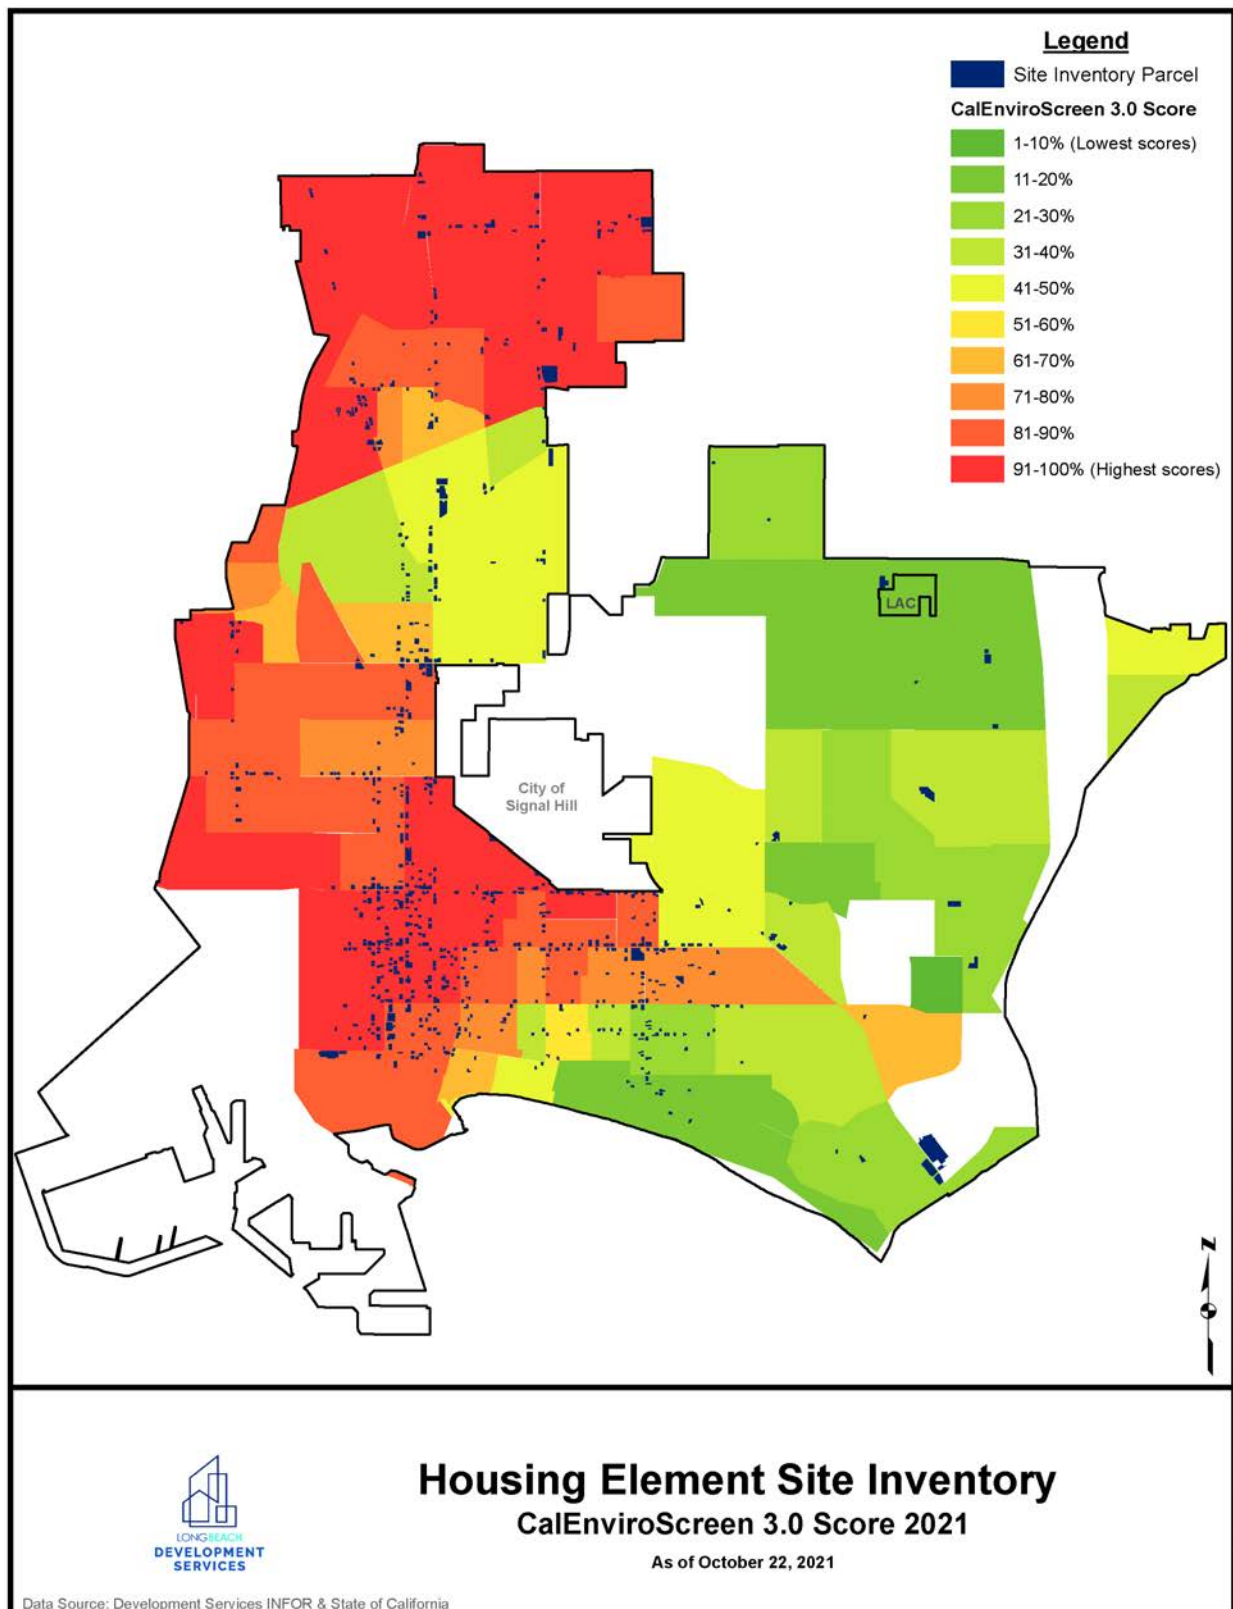 Legend
Site Inventory Parcel
CalEnviroScreen 3.0 Score
1-10% (Lowest scores)
11-20%
21-30%
31-40%
41-50%
51-60%
61-70%
71-80%
81-90%
91-100% (Highest scores)
LAC
City of
Signal Hill
N
Housing Element Site Inventory
CalEnviroScreen 3.0 Score 2021
As of October 22, 2021
LONG BEACH
DEVELOPMENT
SERVICES
Data Source: Development Services INFOR & State of California